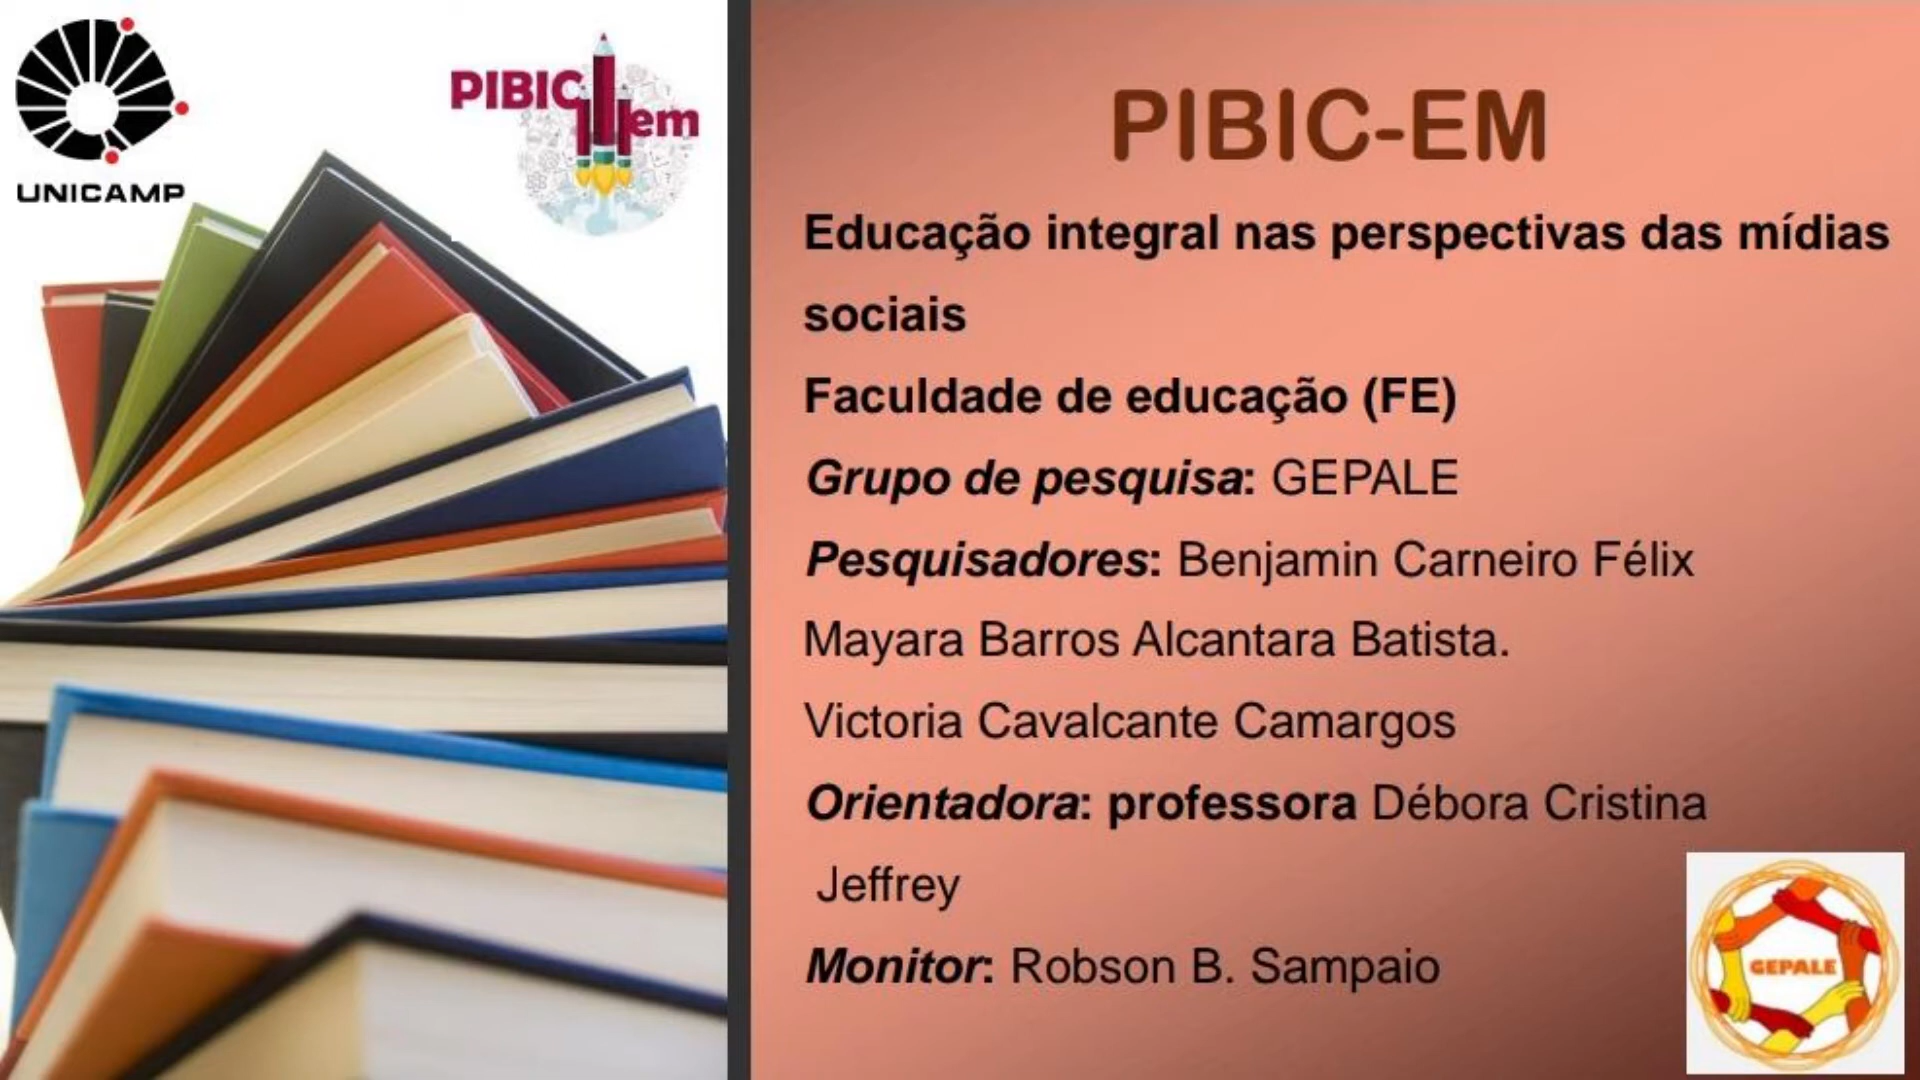 UNICAMP
PIBIC em
PIBIC-EM
Educação integral nas perspectivas das mídias
sociais
Faculdade de educação (FE)
Grupo de pesquisa: GEPALE
Pesquisadores: Benjamin Carneiro Félix
Mayara Barros Alcantara Batista.
Victoria Cavalcante Camargos
Orientadora: professora Débora Cristina
Jeffrey
Monitor: Robson B. Sampaio
GEPALE